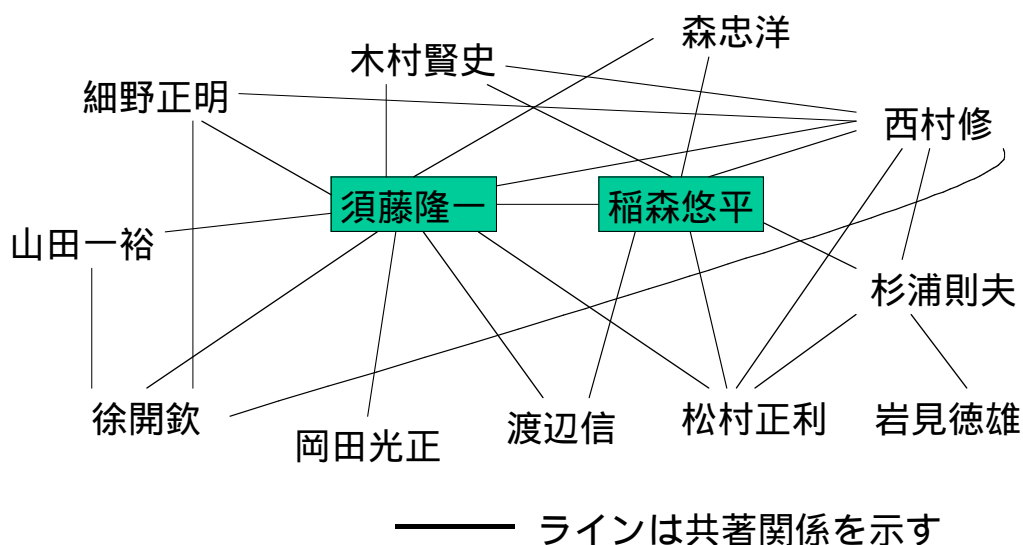 森忠洋
木村賢史
細野正明
西村修
須藤隆一
稲森悠平
山田一裕
杉浦則夫
徐開欽
岡田光正
渡辺信
松村正利
岩見徳雄
ラインは共著関係を示す